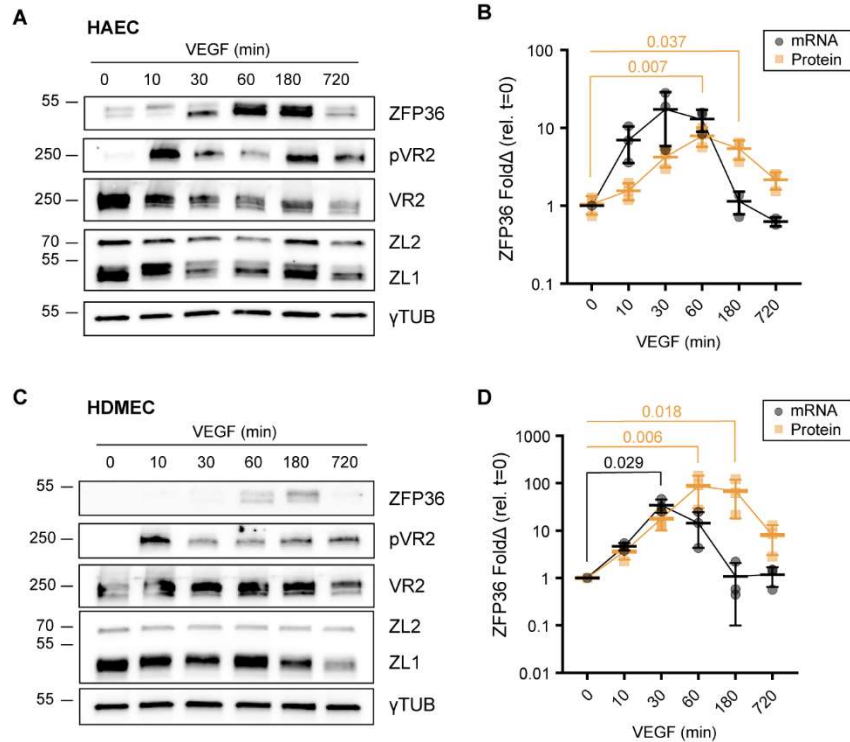 A
HAEC
VEGF (min)
0 10 30 60 180 720
55
ZFP36
250
pVR2
250
VR2
70
ZL2
55
ZL1
55
γTUB
B
mRNA
Protein
0.037
0.007
ZFP36 FoldΔ (rel. t=0)
100
10
1
0.1
0 10 30 60 180 720
VEGF (min)
C
HDMEC
VEGF (min)
0 10 30 60 180 720
55
ZFP36
250
pVR2
250
VR2
70
ZL2
55
ZL1
55
γTUB
D
mRNA
Protein
0.018
0.006
0.029
ZFP36 FoldΔ (rel. t=0)
1000
100
10
1
0.1
0.01
0 10 30 60 180 720
VEGF (min)